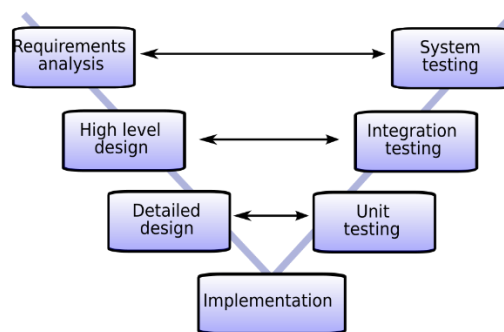 Requirements
analysis
System
testing
High level
design
Integration
testing
Detailed
design
Unit
testing
Implementation